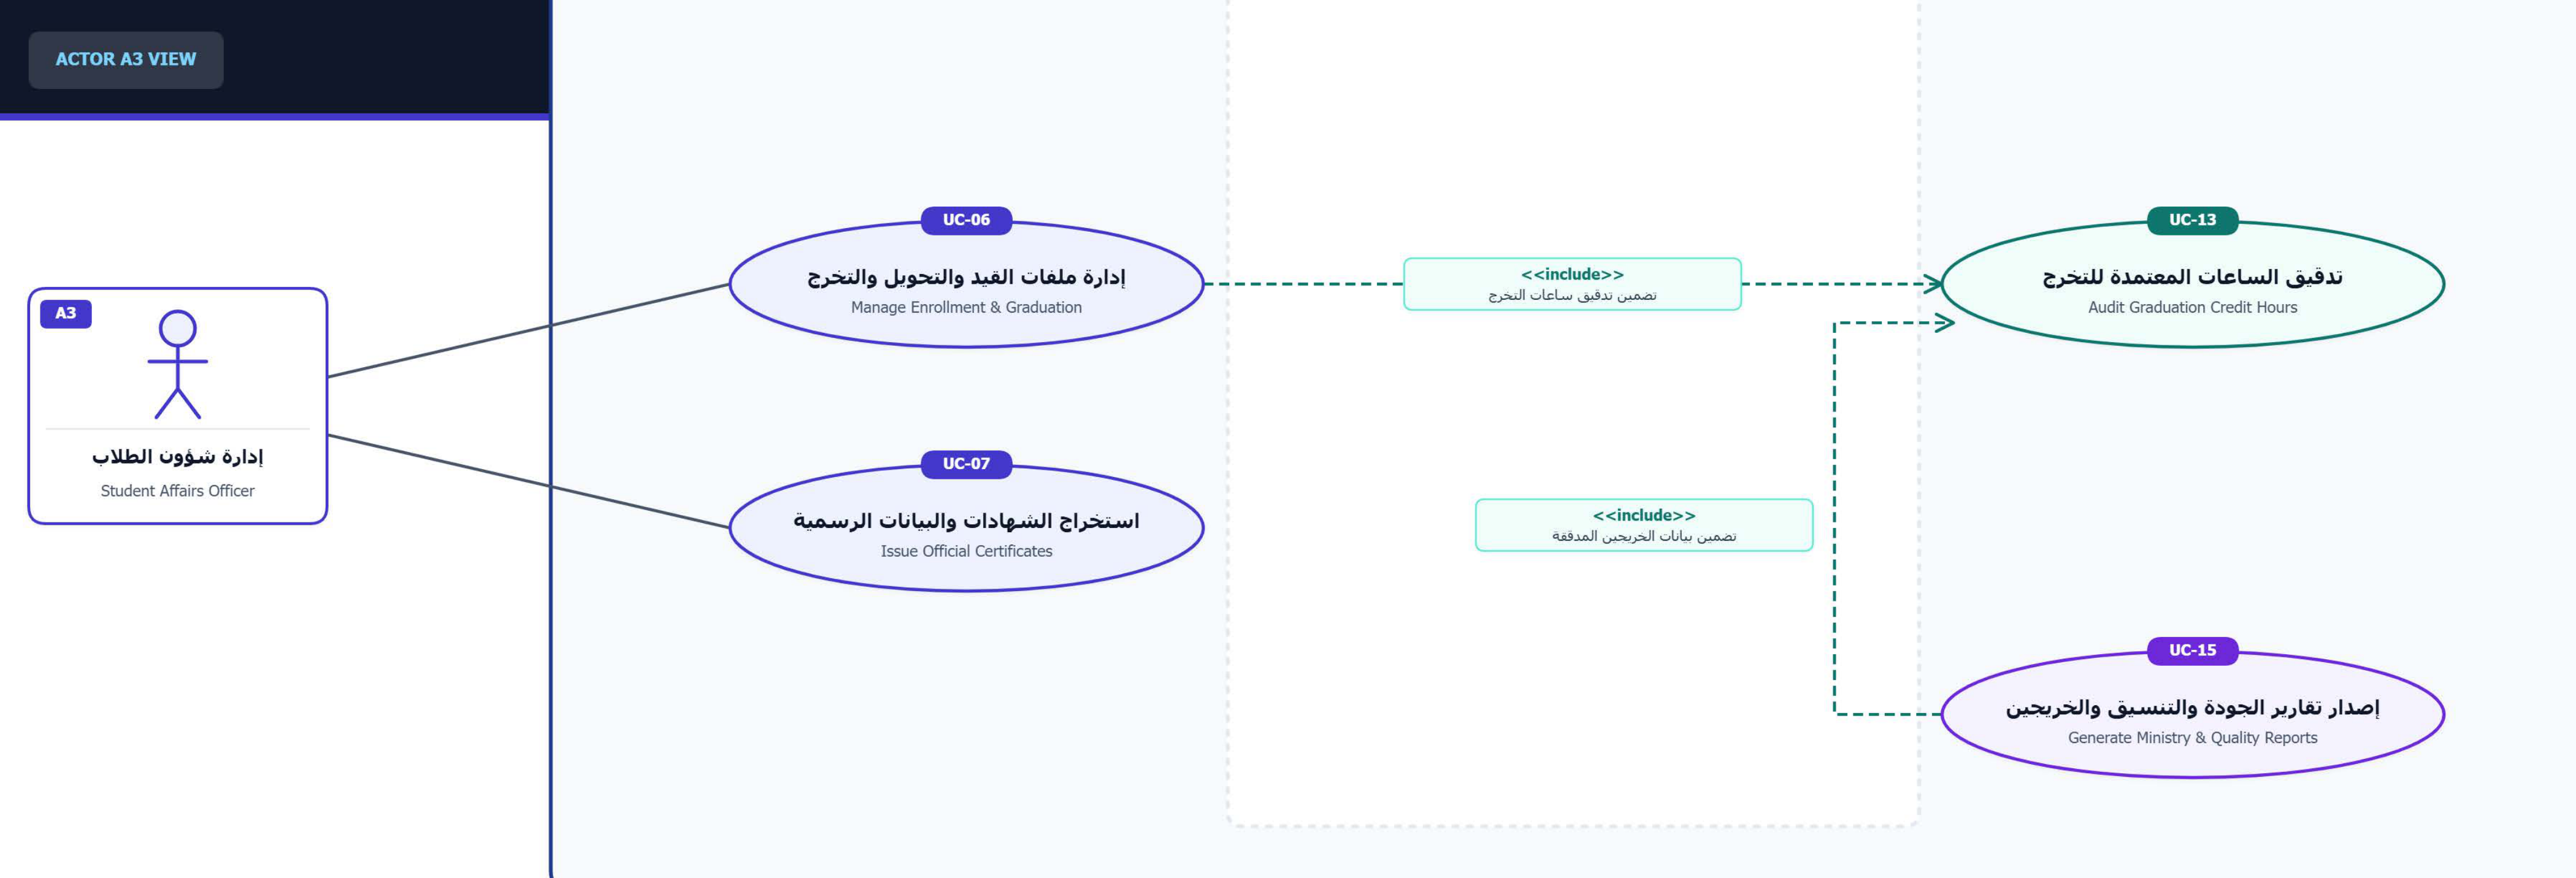 ACTOR A3 VIEW
A3
إدارة شؤون الطلاب
Student Affairs Officer
UC-06
إدارة ملفات القيد والتحويل والتخرج
Manage Enrollment & Graduation
<<include>>
تضمين تدقيق ساعات التخرج
UC-13
تدقيق الساعات المعتمدة للتخرج
Audit Graduation Credit Hours
UC-07
استخراج الشهادات والبيانات الرسمية
Issue Official Certificates
<<include>>
تضمين بيانات الخريجين المدققة
UC-15
إصدار تقارير الجودة والتنسيق والخريجين
Generate Ministry & Quality Reports